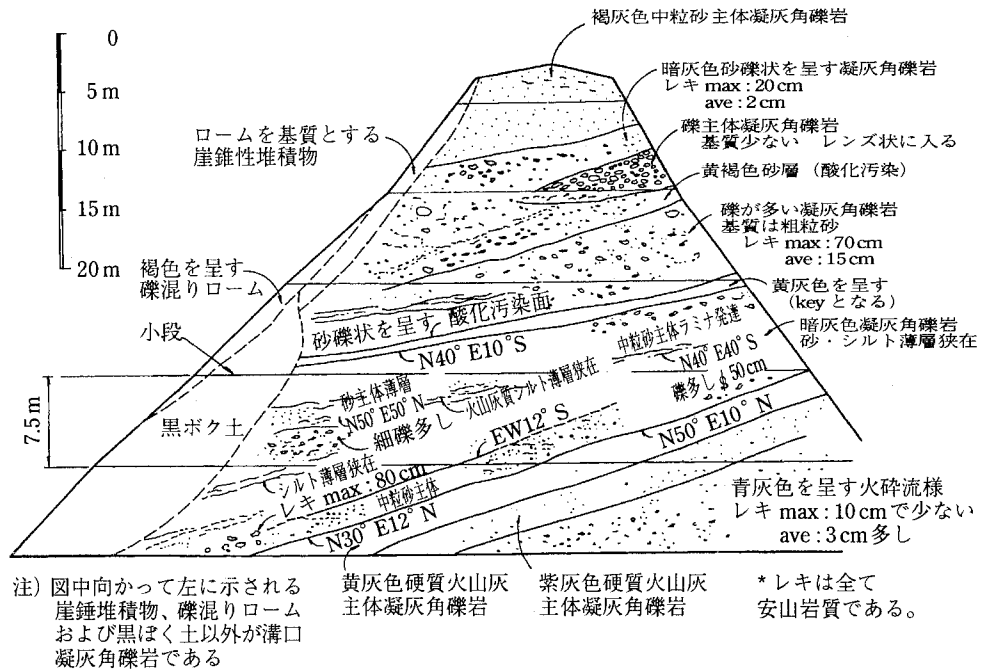 0
5 m
10 m
15 m
20 m
7.5 m
褐灰色中粒砂主体凝灰角礫岩
暗灰色砂礫状を呈す凝灰角礫岩
レキ max : 20 cm
ave : 2 cm
礫主体凝灰角礫岩
基質少ない レンズ状に入る
黄褐色砂層（酸化汚染）
礫が多い凝灰角礫岩
基質は粗粒砂
レキ max : 70 cm
ave : 15 cm
黄灰色を呈す
(keyとなる)
暗灰色凝灰角礫岩
砂・シルト薄層狭在
ロームを基質とする
崖錐性堆積物
褐色を呈す
礫混りローム
小段
黒ボク土
砂礫状を呈す 酸化汚染面
N40° E10° S
中粒砂主体ラミナ発達
N40° E40° S
礫多し φ 50 cm
砂主体薄層
N50° E50° N
細礫多し
火山灰質シルト薄層狭在
EW12° S
N50° E10° N
シルト薄層狭在
レキ max : 80 cm
中粒砂主体
N30° E12° N
青灰色を呈す火砕流様
レキ max : 10 cmで少ない
ave : 3 cm 多し
黄灰色硬質火山灰
主体凝灰角礫岩
紫灰色硬質火山灰
主体凝灰角礫岩
* レキは全て
安山岩質である。
注）図中向かって左に示される
崖錐堆積物、礫混りローム
および黒ぼく土以外が溝口
凝灰角礫岩である